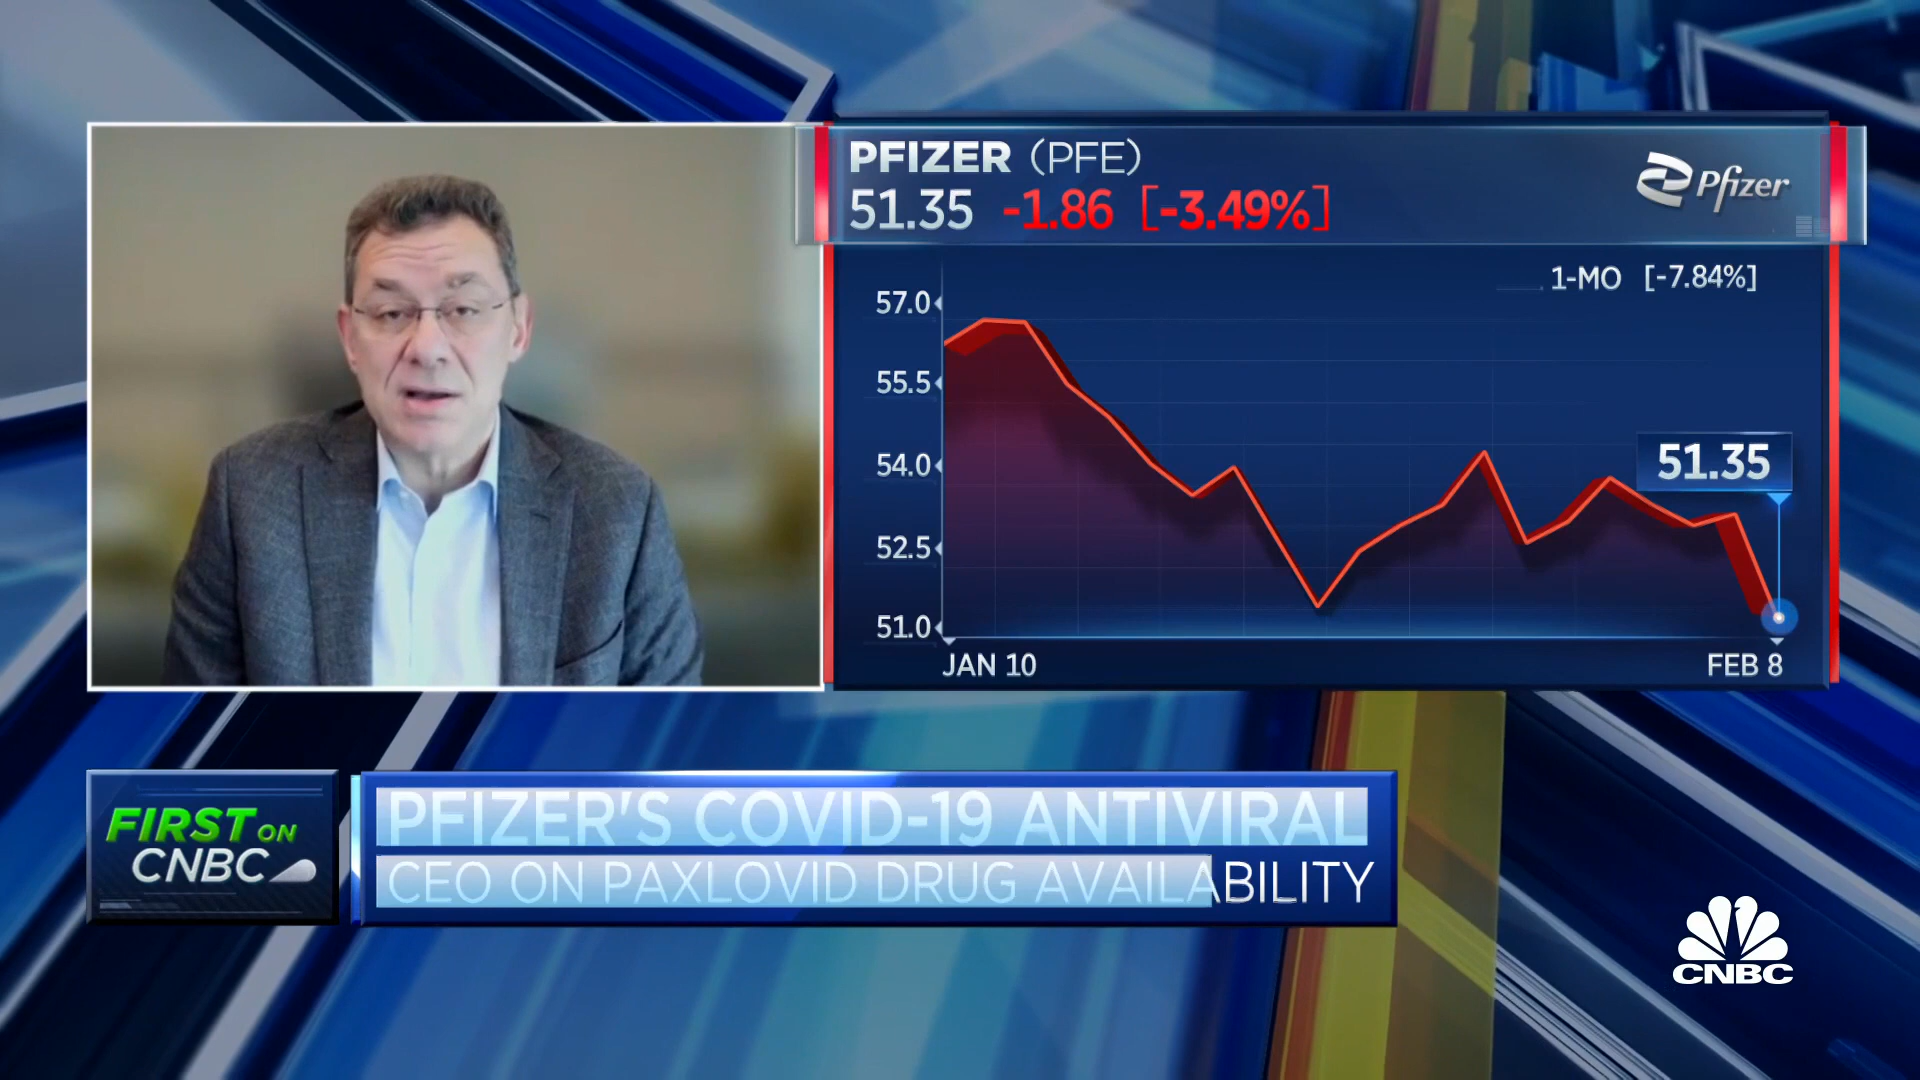 PFIZER (PFE)
51.35 -1.86 [-3.49%]
Pfizer
1-MO [-7.84%]
57.0
55.5
54.0
52.5
51.0
51.35
JAN 10 FEB 8
FIRST ON
CNBC
PFIZER'S COVID-19 ANTIVIRAL
CEO ON PAXLOVID DRUG AVAILABILITY
CNBC